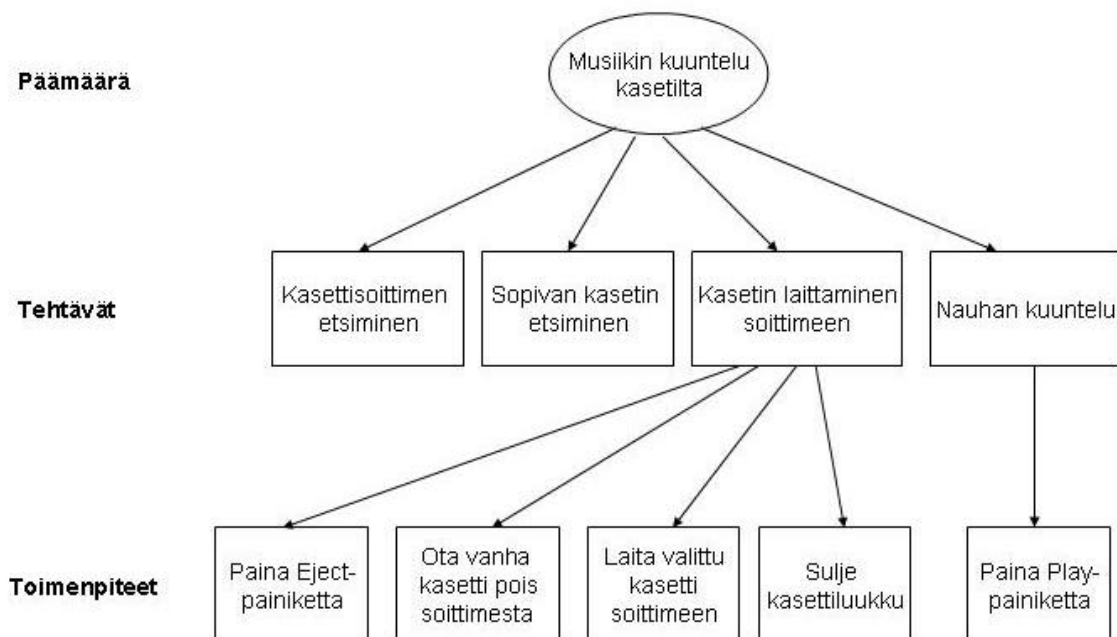 Päämäärä
Musiikin kuuntelu
kasetilta
Tehtävät
Kasettisoittimen
etsiminen
Sopivan kasetin
etsiminen
Kasetin laittaminen
soittimeen
Nauhan kuuntelu
Toimenpiteet
Paina Eject-
painiketta
Ota vanha
kasetti pois
soittimesta
Laita valittu
kasetti
soittimeen
Sulje
kasettiluukku
Paina Play-
painiketta